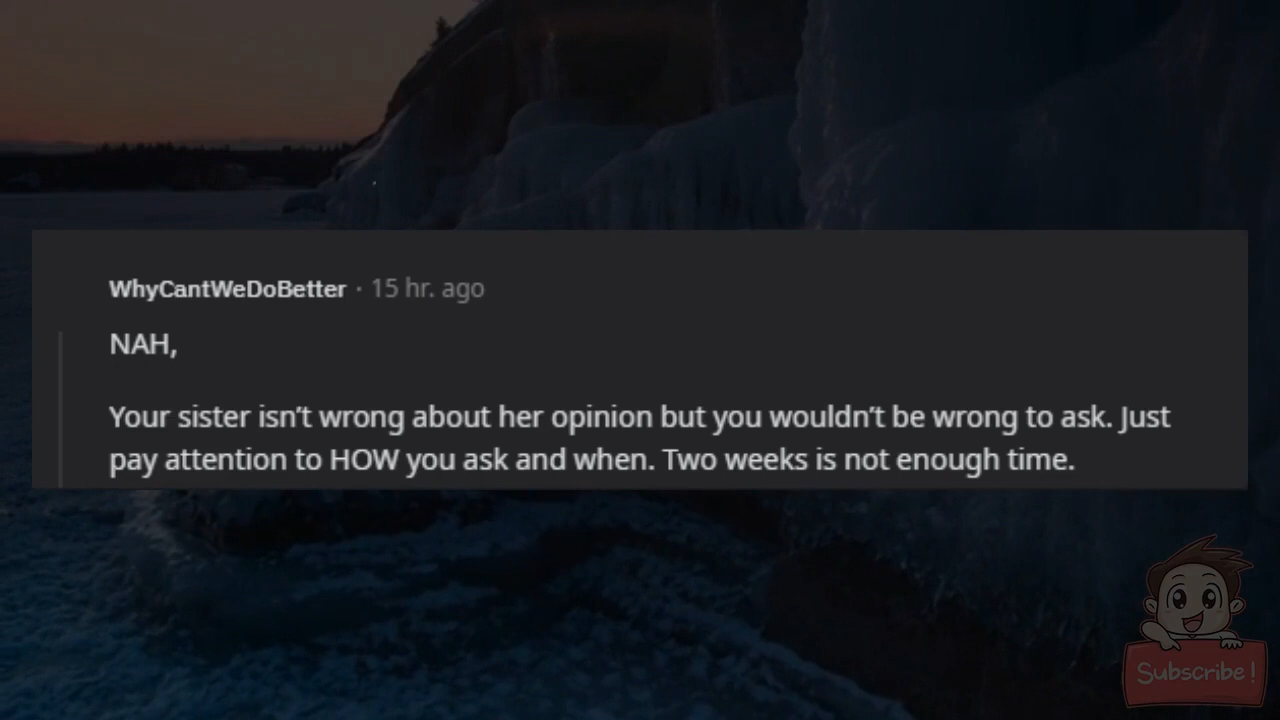 WhyCantWeDoBetter · 15 hr. ago
NAH,
Your sister isn’t wrong about her opinion but you wouldn’t be wrong to ask. Just
pay attention to HOW you ask and when. Two weeks is not enough time.
Subscribe!